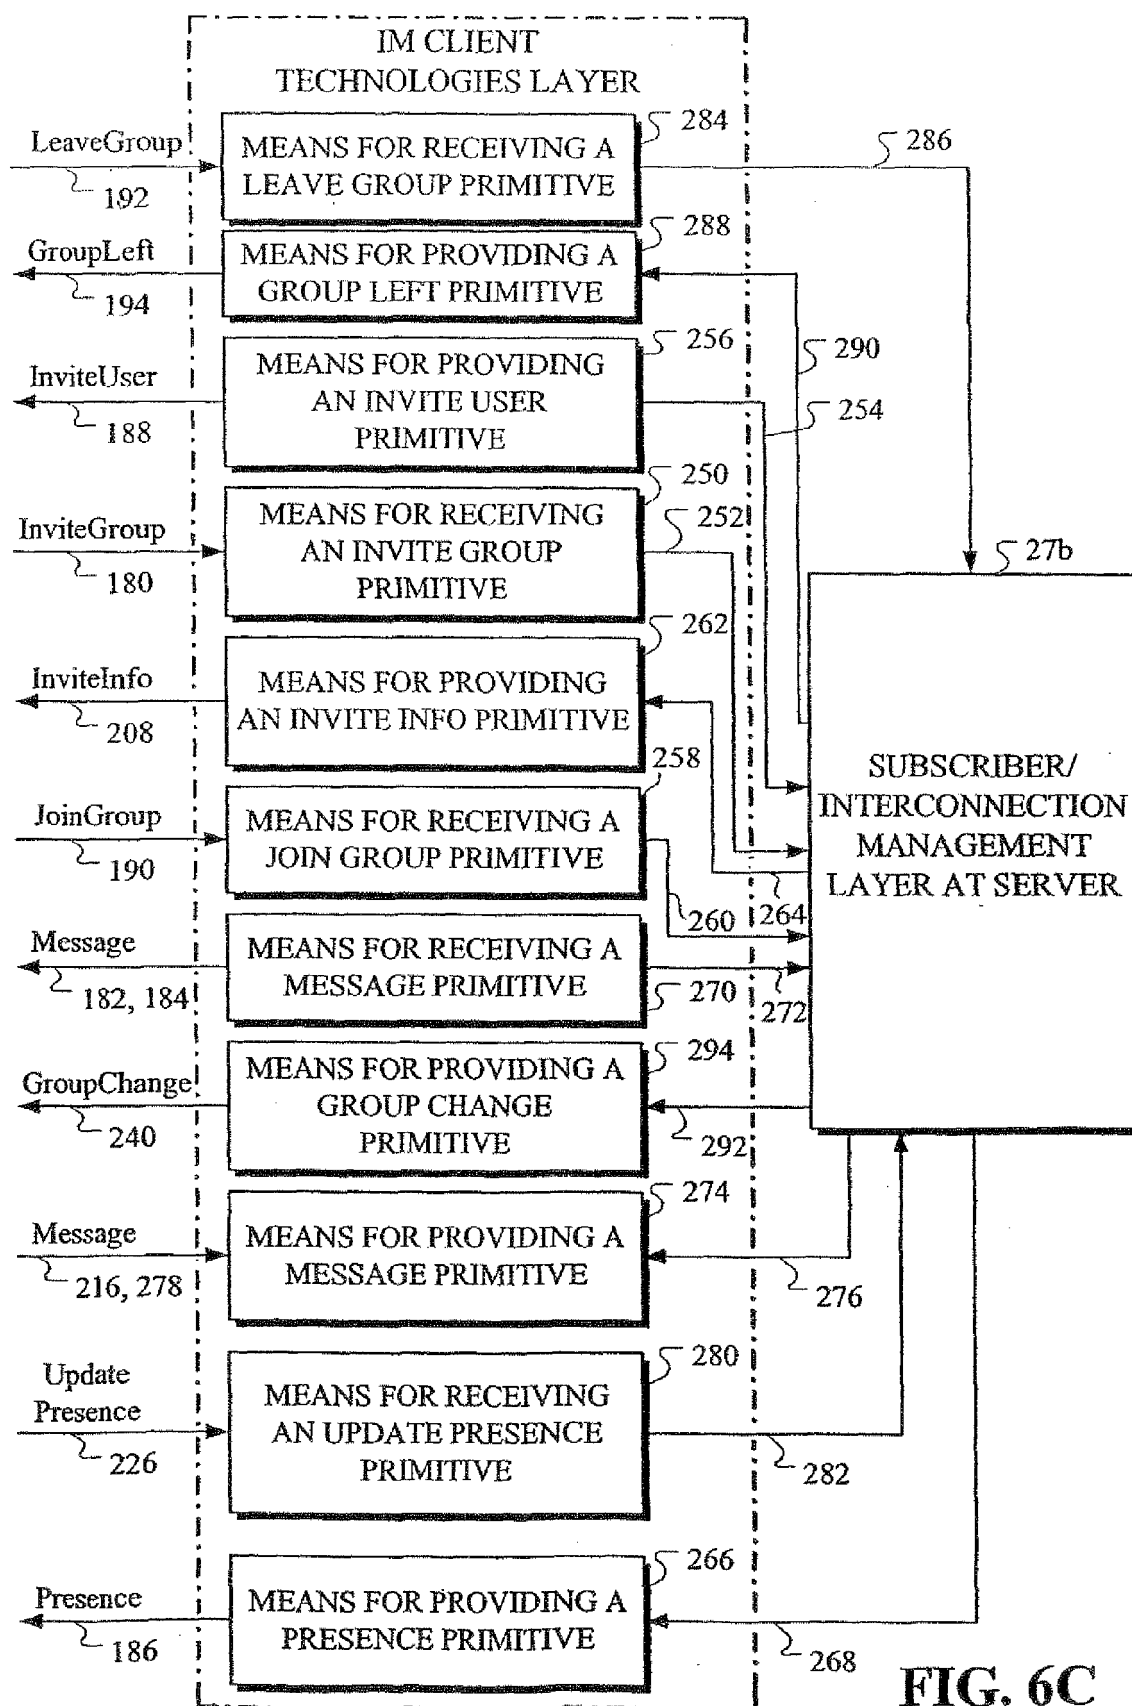 IM CLIENT
TECHNOLOGIES LAYER
LeaveGroup
192
MEANS FOR RECEIVING A
LEAVE GROUP PRIMITIVE
284
286
GroupLeft
194
MEANS FOR PROVIDING A
GROUP LEFT PRIMITIVE
288
290
InviteUser
188
MEANS FOR PROVIDING
AN INVITE USER
PRIMITIVE
256
254
InviteGroup
180
MEANS FOR RECEIVING
AN INVITE GROUP
PRIMITIVE
250
252
27b
InviteInfo
208
MEANS FOR PROVIDING
AN INVITE INFO PRIMITIVE
262
264
SUBSCRIBER/
INTERCONNECTION
MANAGEMENT
LAYER AT SERVER
JoinGroup
190
MEANS FOR RECEIVING A
JOIN GROUP PRIMITIVE
258
260
Message
182, 184
MEANS FOR RECEIVING A
MESSAGE PRIMITIVE
270
272
GroupChange
240
MEANS FOR PROVIDING A
GROUP CHANGE
PRIMITIVE
294
292
Message
216, 278
MEANS FOR PROVIDING A
MESSAGE PRIMITIVE
274
276
Update
Presence
226
MEANS FOR RECEIVING
AN UPDATE PRESENCE
PRIMITIVE
280
282
Presence
186
MEANS FOR PROVIDING A
PRESENCE PRIMITIVE
266
268
FIG. 6C